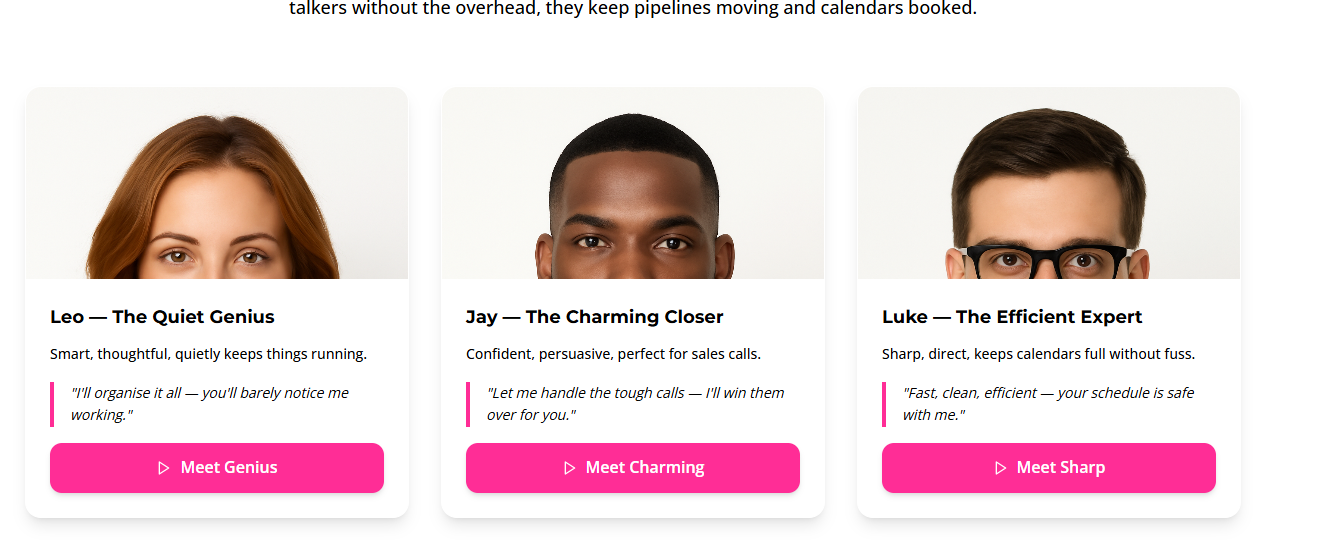 talkers without the overhead, they keep pipelines moving and calendars booked.
Leo — The Quiet Genius
Smart, thoughtful, quietly keeps things running.
"I'll organise it all — you'll barely notice me
working."
Meet Genius
Jay — The Charming Closer
Confident, persuasive, perfect for sales calls.
"Let me handle the tough calls — I'll win them
over for you."
Meet Charming
Luke — The Efficient Expert
Sharp, direct, keeps calendars full without fuss.
"Fast, clean, efficient — your schedule is safe
with me."
Meet Sharp